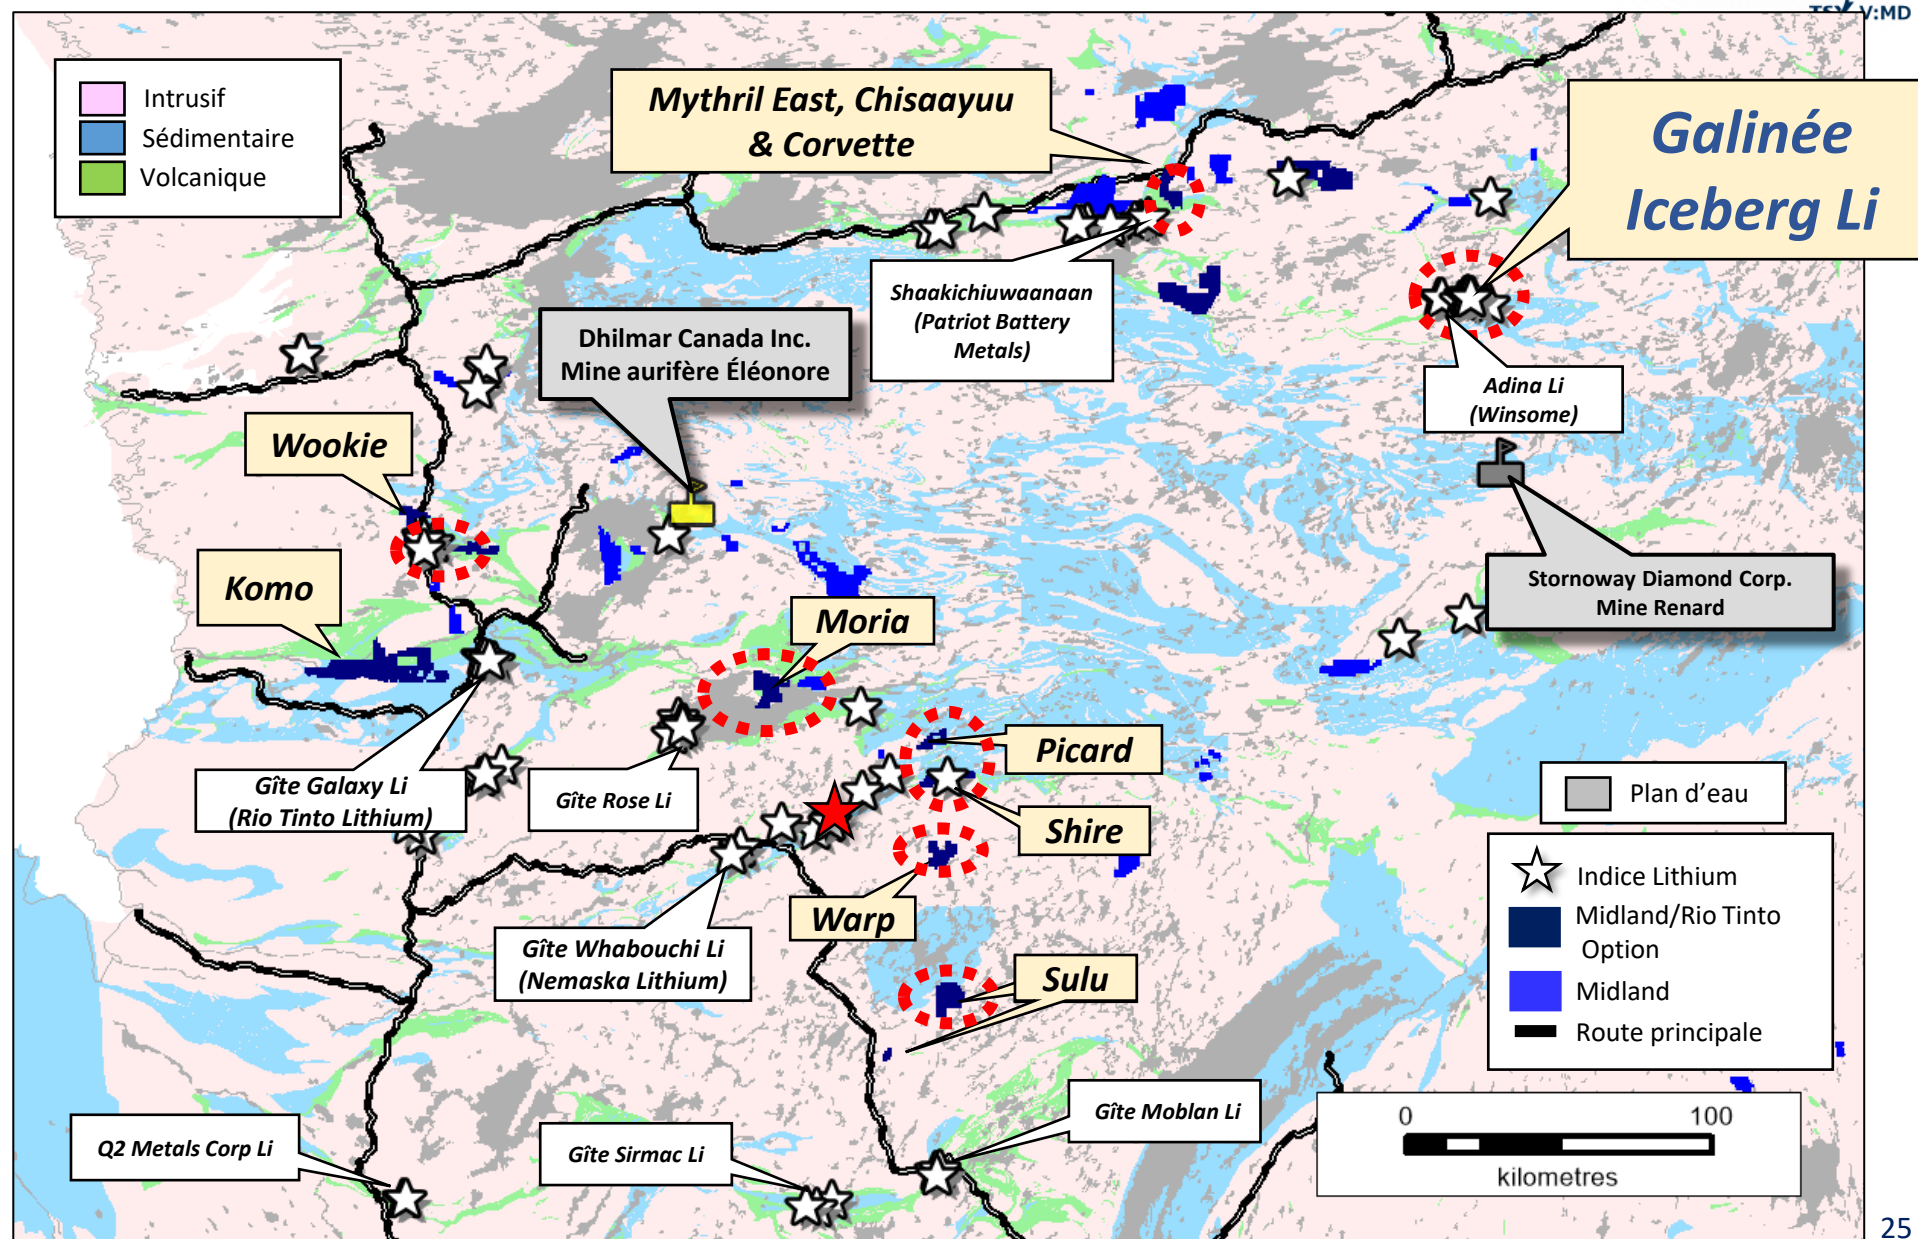 TSX V:MD
Intrusif
Sédimentaire
Volcanique
Mythril East, Chisaayuu
& Corvette
Galinée
Iceberg Li
Shaakichiuwaanaan
(Patriot Battery
Metals)
Dhilmar Canada Inc.
Mine aurifère Éléonore
Adina Li
(Winsome)
Wookie
Komo
Stornoway Diamond Corp.
Mine Renard
Moria
Picard
Gîte Galaxy Li
(Rio Tinto Lithium)
Gîte Rose Li
Plan d’eau
Shire
Warp
Indice Lithium
Midland/Rio Tinto
Option
Midland
Route principale
Gîte Whabouchi Li
(Nemaska Lithium)
Sulu
Q2 Metals Corp Li
Gîte Sirmac Li
Gîte Moblan Li
0 100
kilometres
25